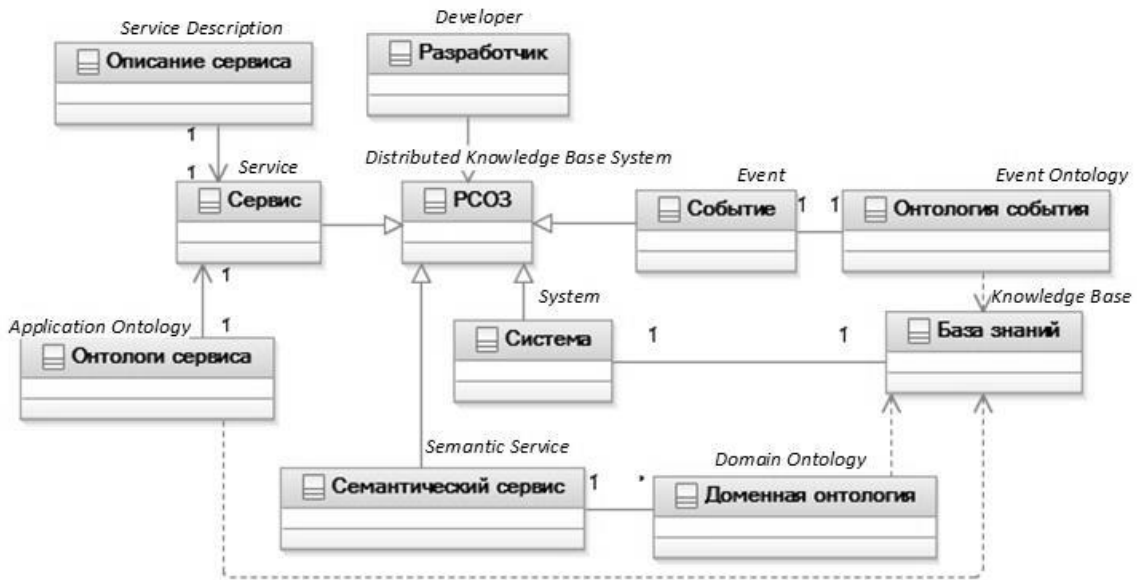 Service Description
Developer
Описание сервиса
Разработчик
1
1
Service
Distributed Knowledge Base System
Event
Event Ontology
Сервис
РСОЗ
Событие
1
1
Онтология события
1
1
Application Ontology
Онтологи сервиса
System
Система
1
1
Knowledge Base
База знаний
Semantic Service
Семантический сервис
1
*
Domain Ontology
Доменная онтология